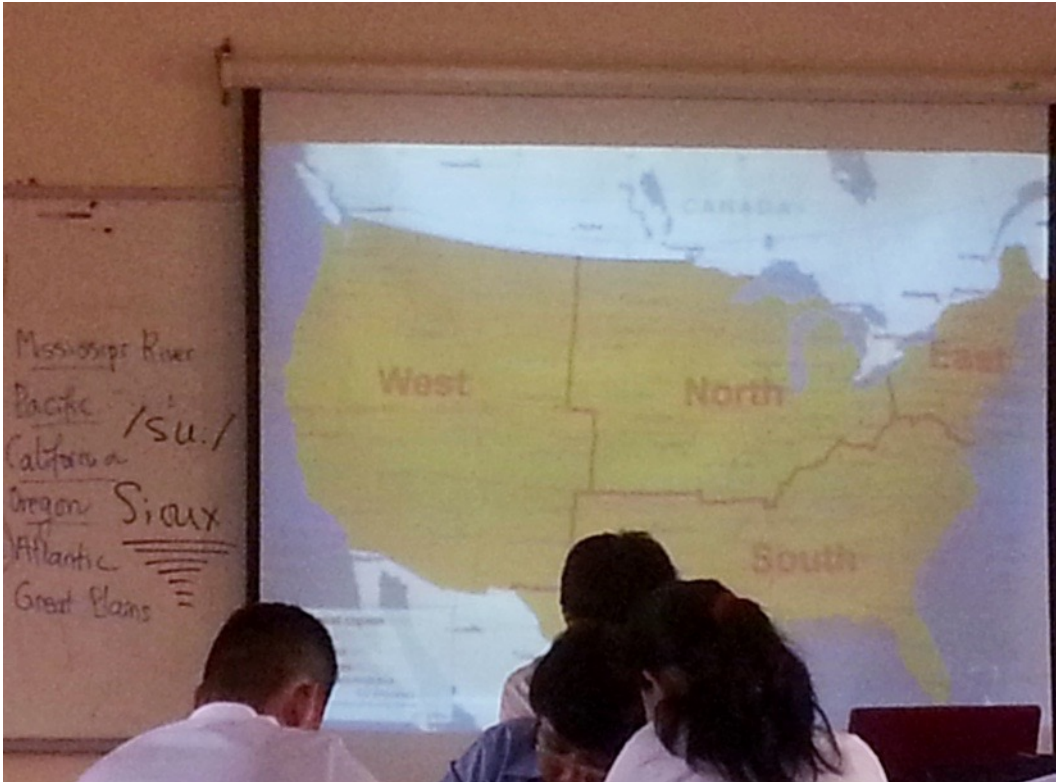 Mississipi River
Pacific
/su:/
California
Oregon
Sioux
Atlantic
Great Plains
CANADA
West
North
East
South